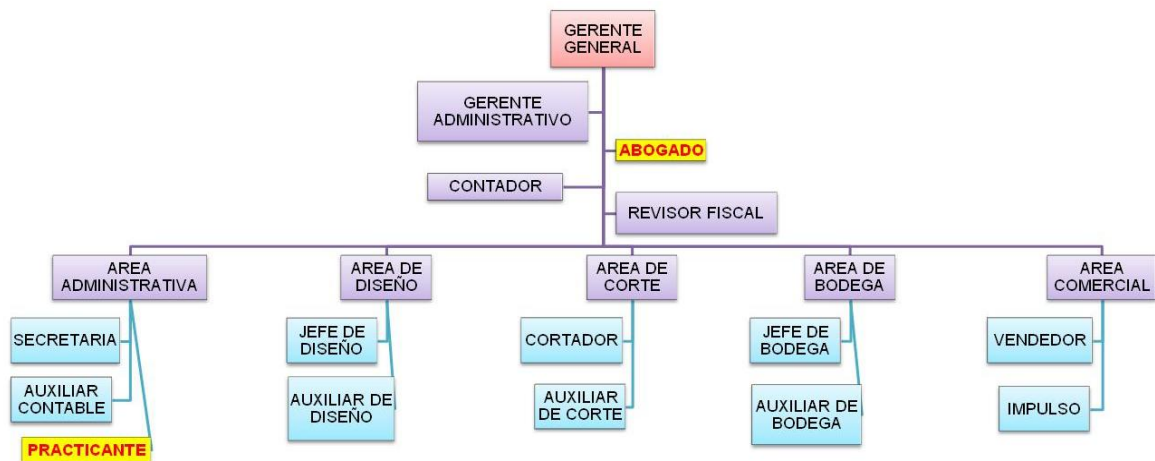 GERENTE
GENERAL
GERENTE
ADMINISTRATIVO
ABOGADO
CONTADOR
REVISOR FISCAL
AREA
ADMINISTRATIVA
AREA DE
DISEÑO
AREA DE
CORTE
AREA DE
BODEGA
AREA
COMERCIAL
SECRETARIA
JEFE DE
DISEÑO
CORTADOR
JEFE DE
BODEGA
VENDEDOR
AUXILIAR
CONTABLE
AUXILIAR DE
DISEÑO
AUXILIAR
DE CORTE
AUXILIAR DE
BODEGA
IMPULSO
PRACTICANTE